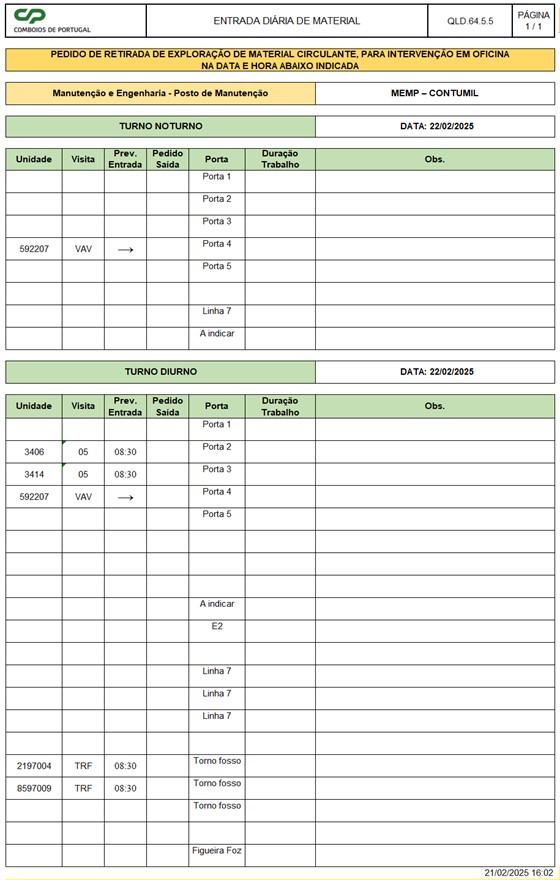 CP
COMBOIOS DE PORTUGAL
ENTRADA DIÁRIA DE MATERIAL
QLD.64.5.5
PÁGINA
1 / 1
PEDIDO DE RETIRADA DE EXPLORAÇÃO DE MATERIAL CIRCULANTE, PARA INTERVENÇÃO EM OFICINA
NA DATA E HORA ABAIXO INDICADA
Manutenção e Engenharia - Posto de Manutenção
MEMP – CONTUMIL
TURNO NOTURNO
DATA: 22/02/2025
Unidade Visita Prev. Entrada Pedido Saída Porta Duração Trabalho Obs.
Porta 1
Porta 2
Porta 3
592207 VAV → Porta 4
Porta 5
Linha 7
A indicar
TURNO DIURNO
DATA: 22/02/2025
Unidade Visita Prev. Entrada Pedido Saída Porta Duração Trabalho Obs.
Porta 1
3406 05 08:30 Porta 2
3414 05 08:30 Porta 3
592207 VAV → Porta 4
Porta 5
A indicar
E2
Linha 7
Linha 7
Linha 7
2197004 TRF 08:30 Torno fosso
8597009 TRF 08:30 Torno fosso
Torno fosso
Figueira Foz
21/02/2025 16:02